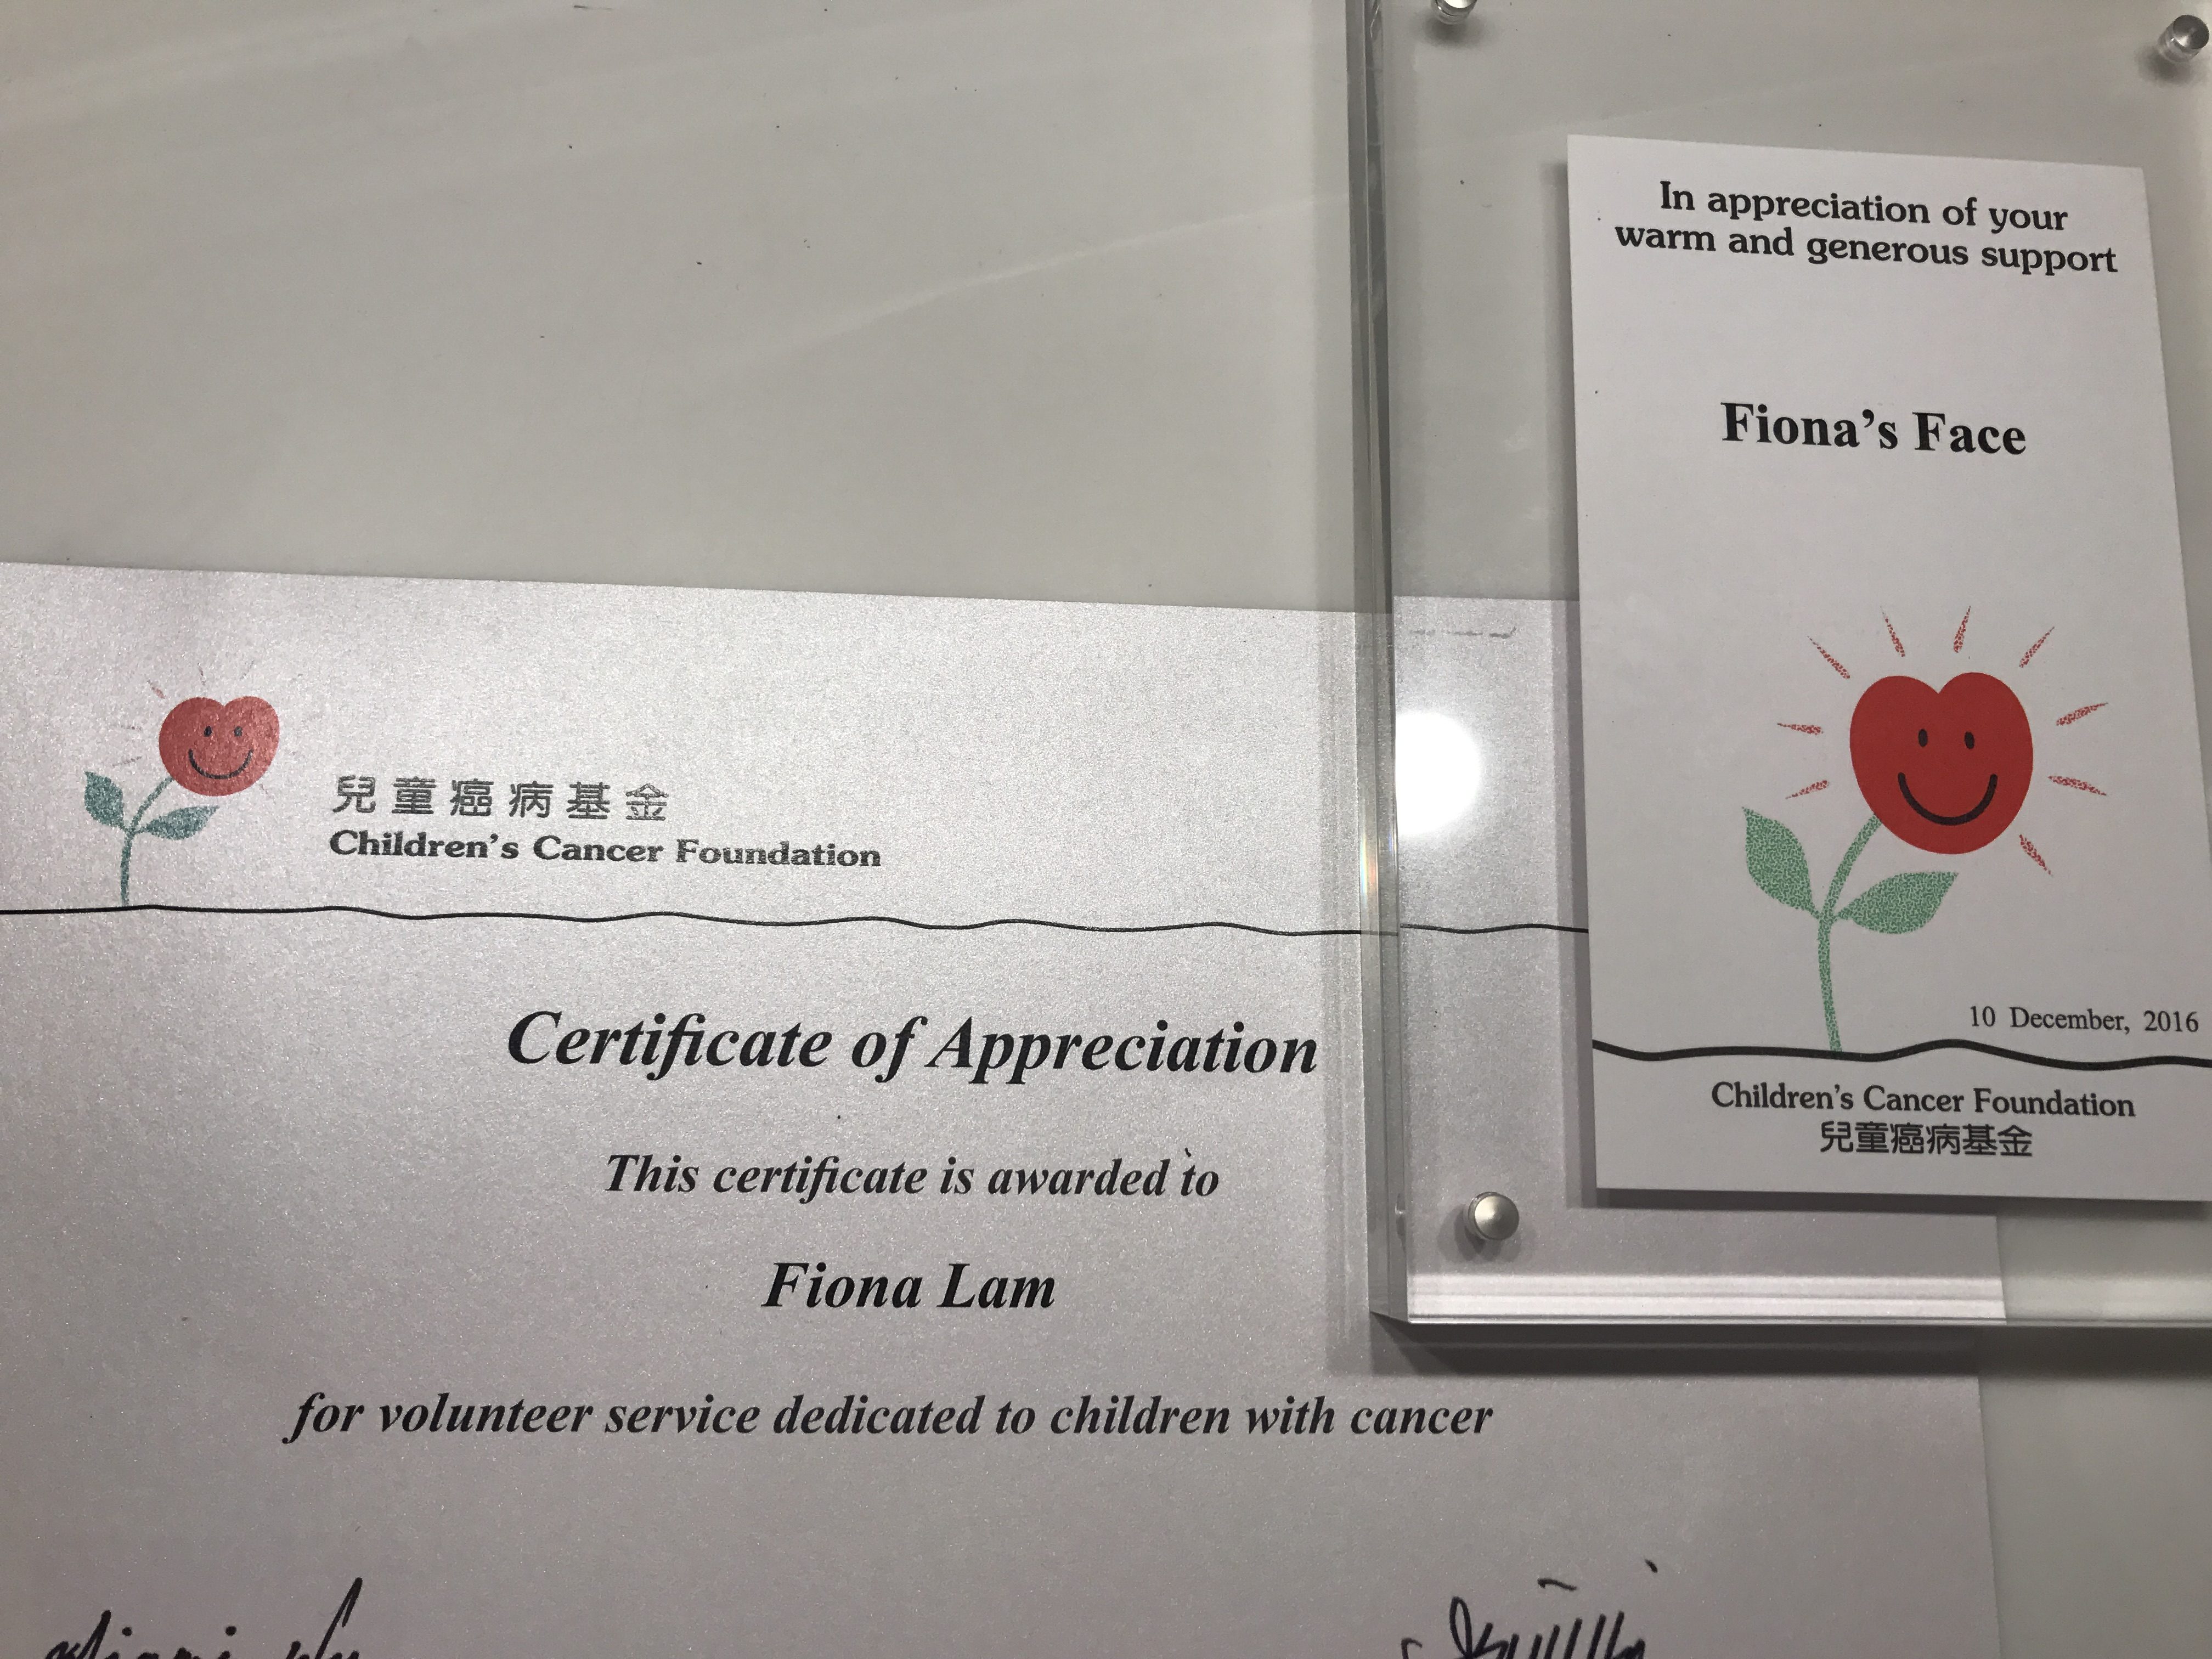 In appreciation of your
warm and generous support
Fiona's Face
10 December, 2016
Children's Cancer Foundation
兒童癌病基金
兒童癌病基金
Children's Cancer Foundation
Certificate of Appreciation
This certificate is awarded to
Fiona Lam
for volunteer service dedicated to children with cancer